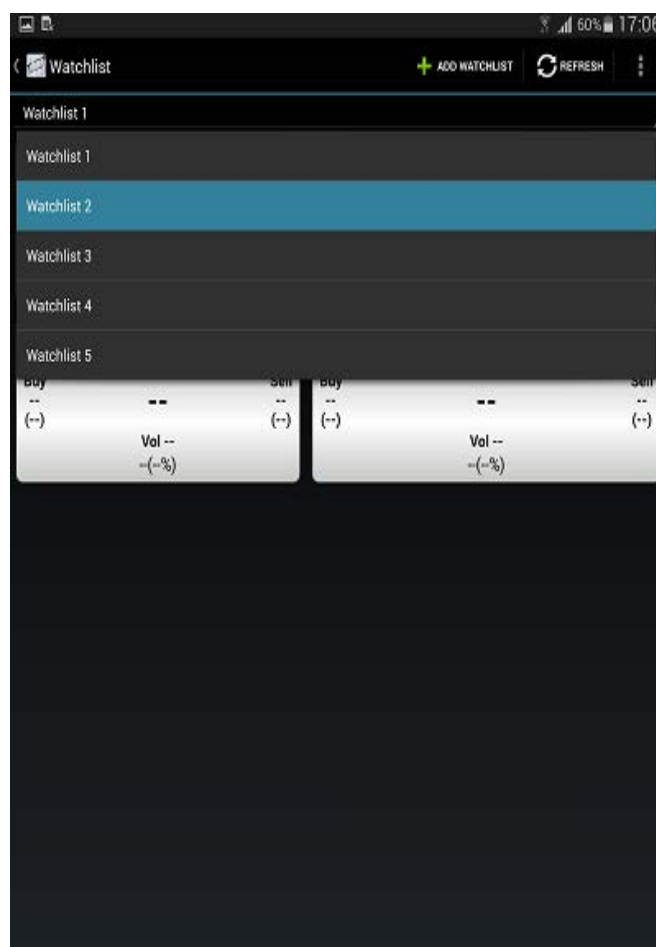 60% 17:06
Watchlist ADD WATCHLIST REFRESH
Watchlist 1
Watchlist 1
Watchlist 2
Watchlist 3
Watchlist 4
Watchlist 5
Buy Sell Buy Sell
-- -- -- -- -- --
(--) (--) (--) (--)
Vol -- Vol --
--(--%) --(--%)